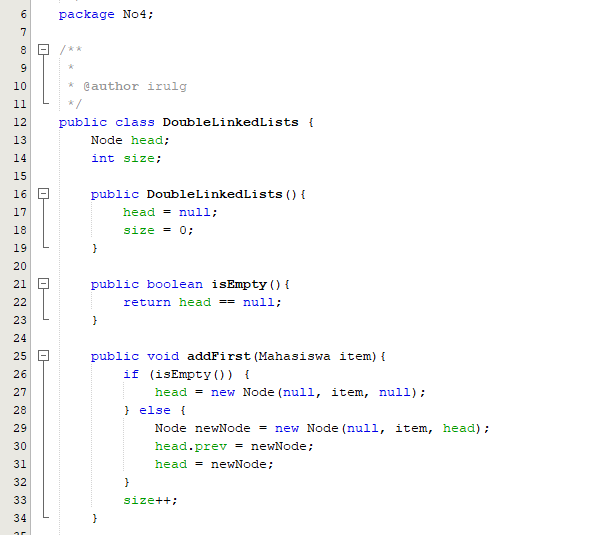 6 package No4;
7
8 /**
9 *
10 * @author irulg
11 */
12 public class DoubleLinkedLists {
13 Node head;
14 int size;
15
16 public DoubleLinkedLists(){
17 head = null;
18 size = 0;
19 }
20
21 public boolean isEmpty(){
22 return head == null;
23 }
24
25 public void addFirst(Mahasiswa item){
26 if (isEmpty()) {
27 head = new Node(null, item, null);
28 } else {
29 Node newNode = new Node(null, item, head);
30 head.prev = newNode;
31 head = newNode;
32 }
33 size++;
34 }
35